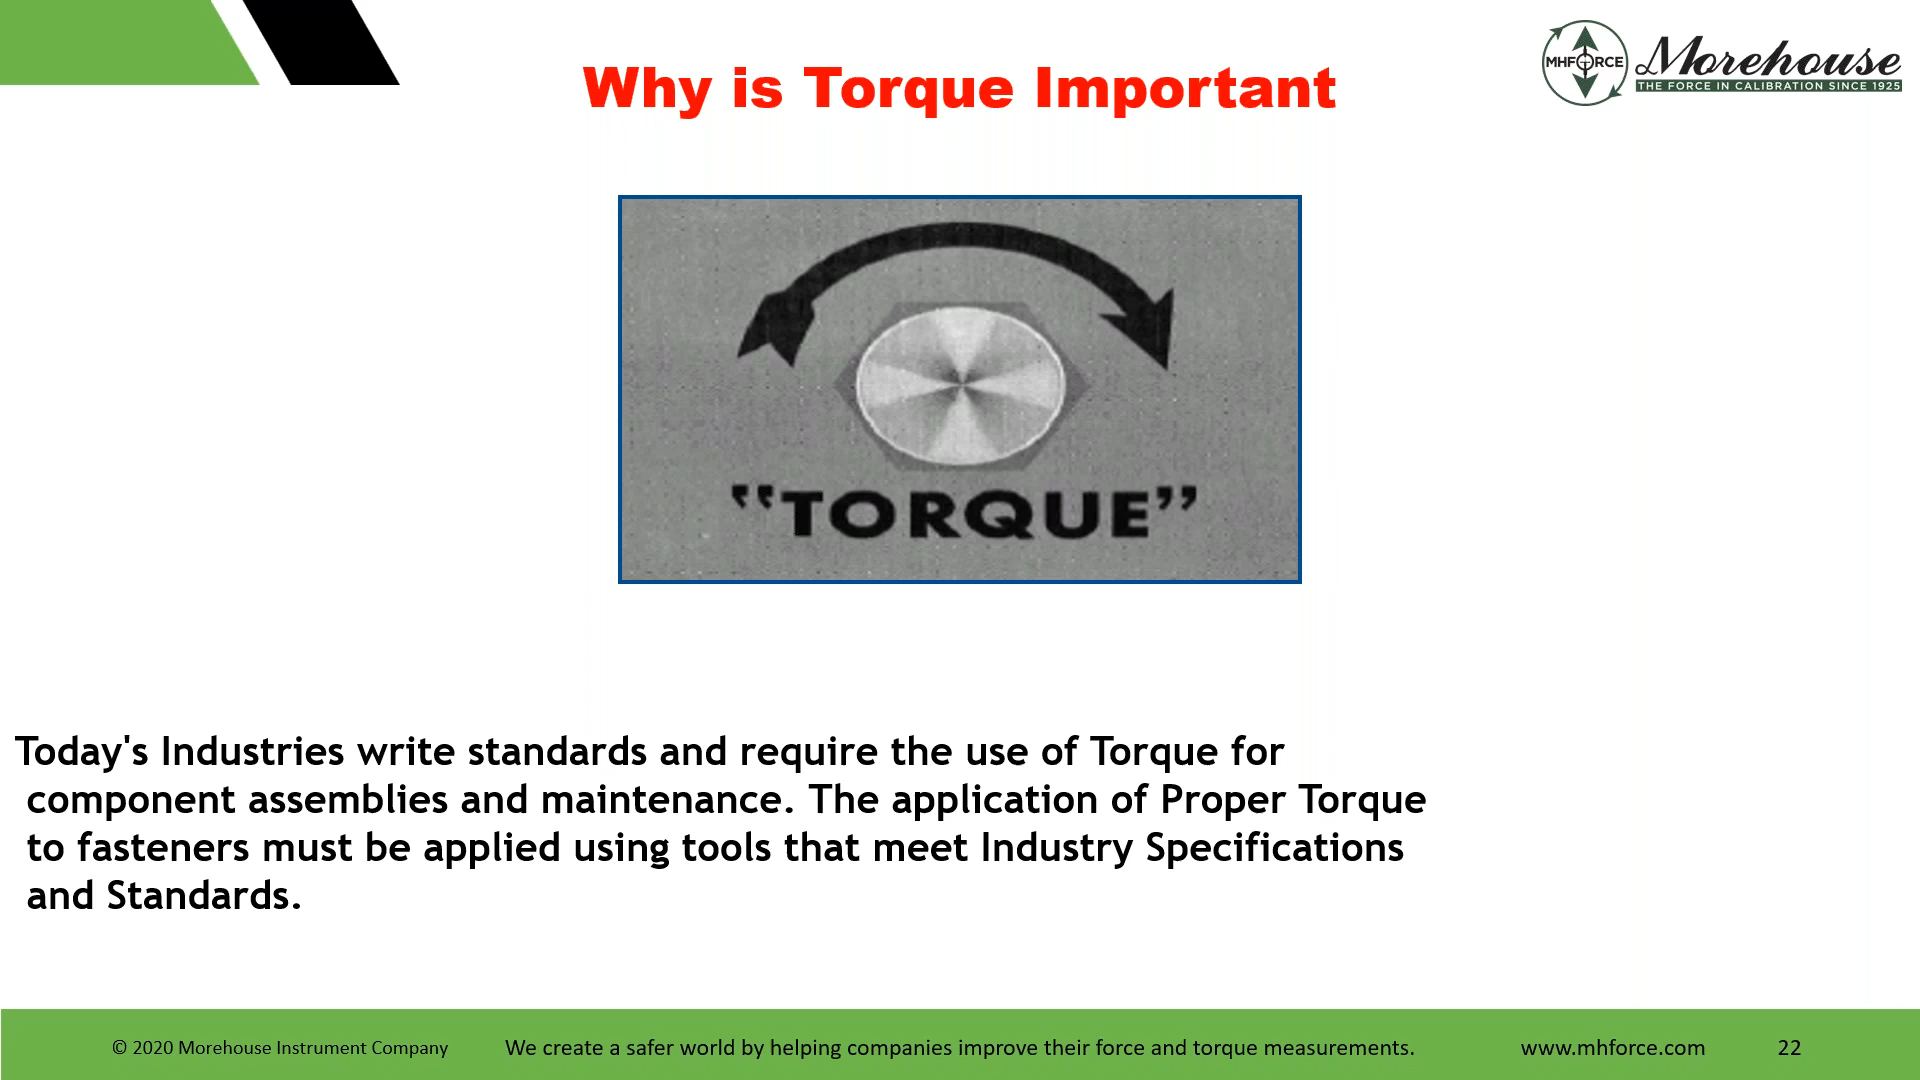 Why is Torque Important
MHFORCE
Morehouse
THE FORCE IN CALIBRATION SINCE 1925
“TORQUE”
Today's Industries write standards and require the use of Torque for
component assemblies and maintenance. The application of Proper Torque
to fasteners must be applied using tools that meet Industry Specifications
and Standards.
© 2020 Morehouse Instrument Company
We create a safer world by helping companies improve their force and torque measurements.
www.mhforce.com
22